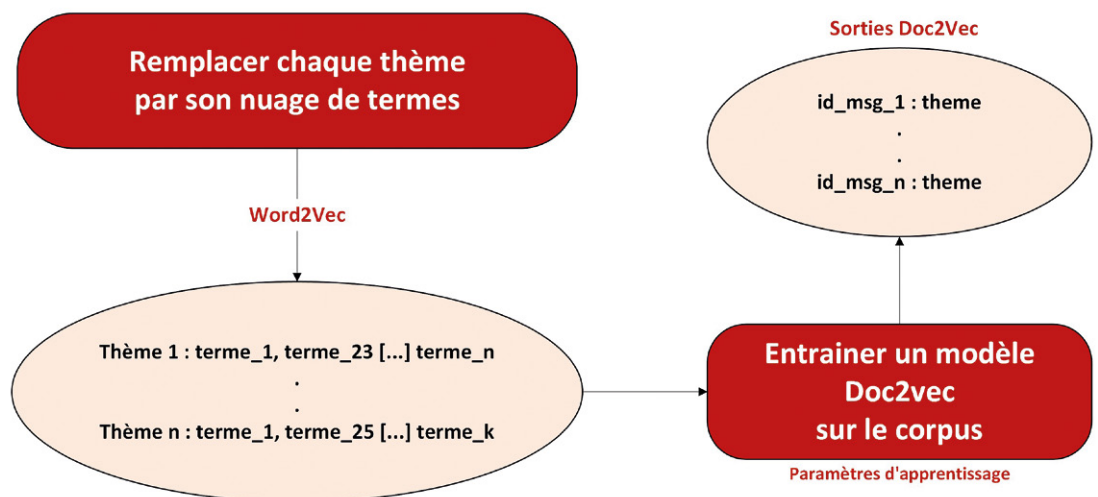 Remplacer chaque thème
par son nuage de termes
Word2Vec
Thème 1 : terme_1, terme_23 [...] terme_n
.
.
Thème n : terme_1, terme_25 [...] terme_k
Entrainer un modèle
Doc2vec
sur le corpus
Paramètres d'apprentissage
Sorties Doc2Vec
id_msg_1 : theme
.
.
id_msg_n : theme